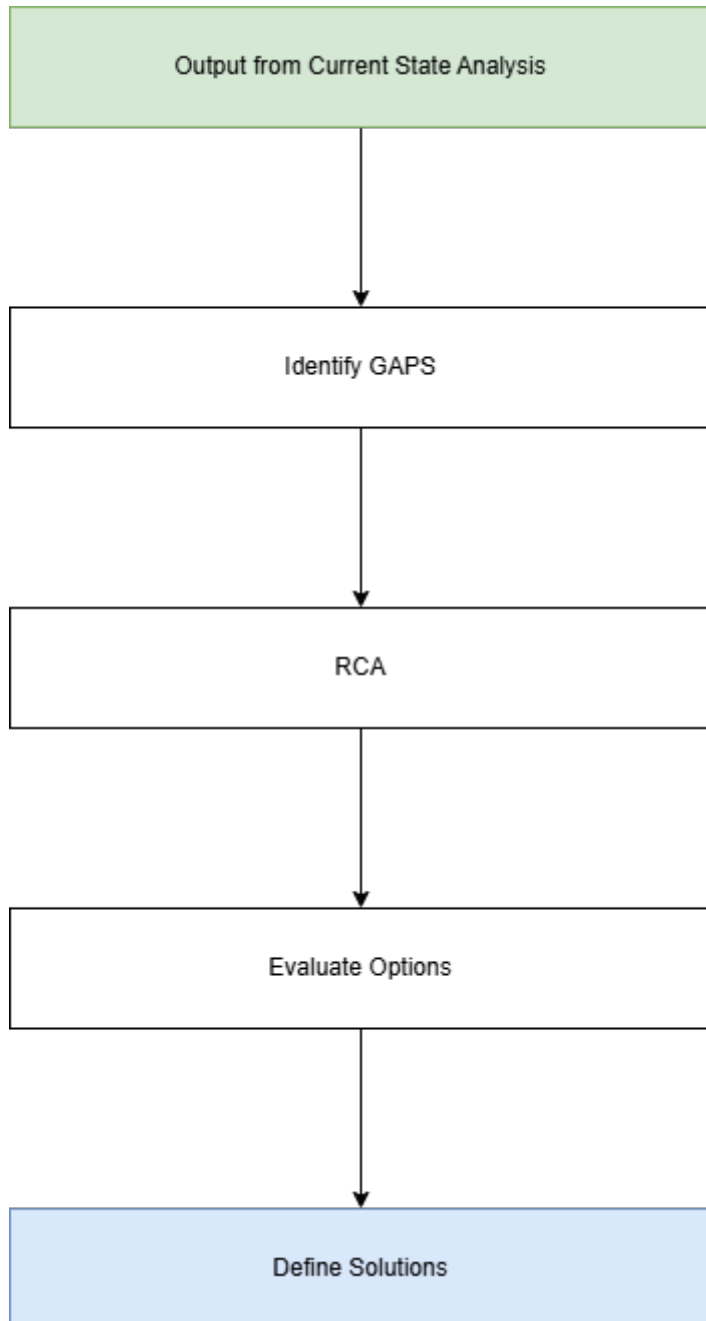 Output from Current State Analysis
Identify GAPS
RCA
Evaluate Options
Define Solutions